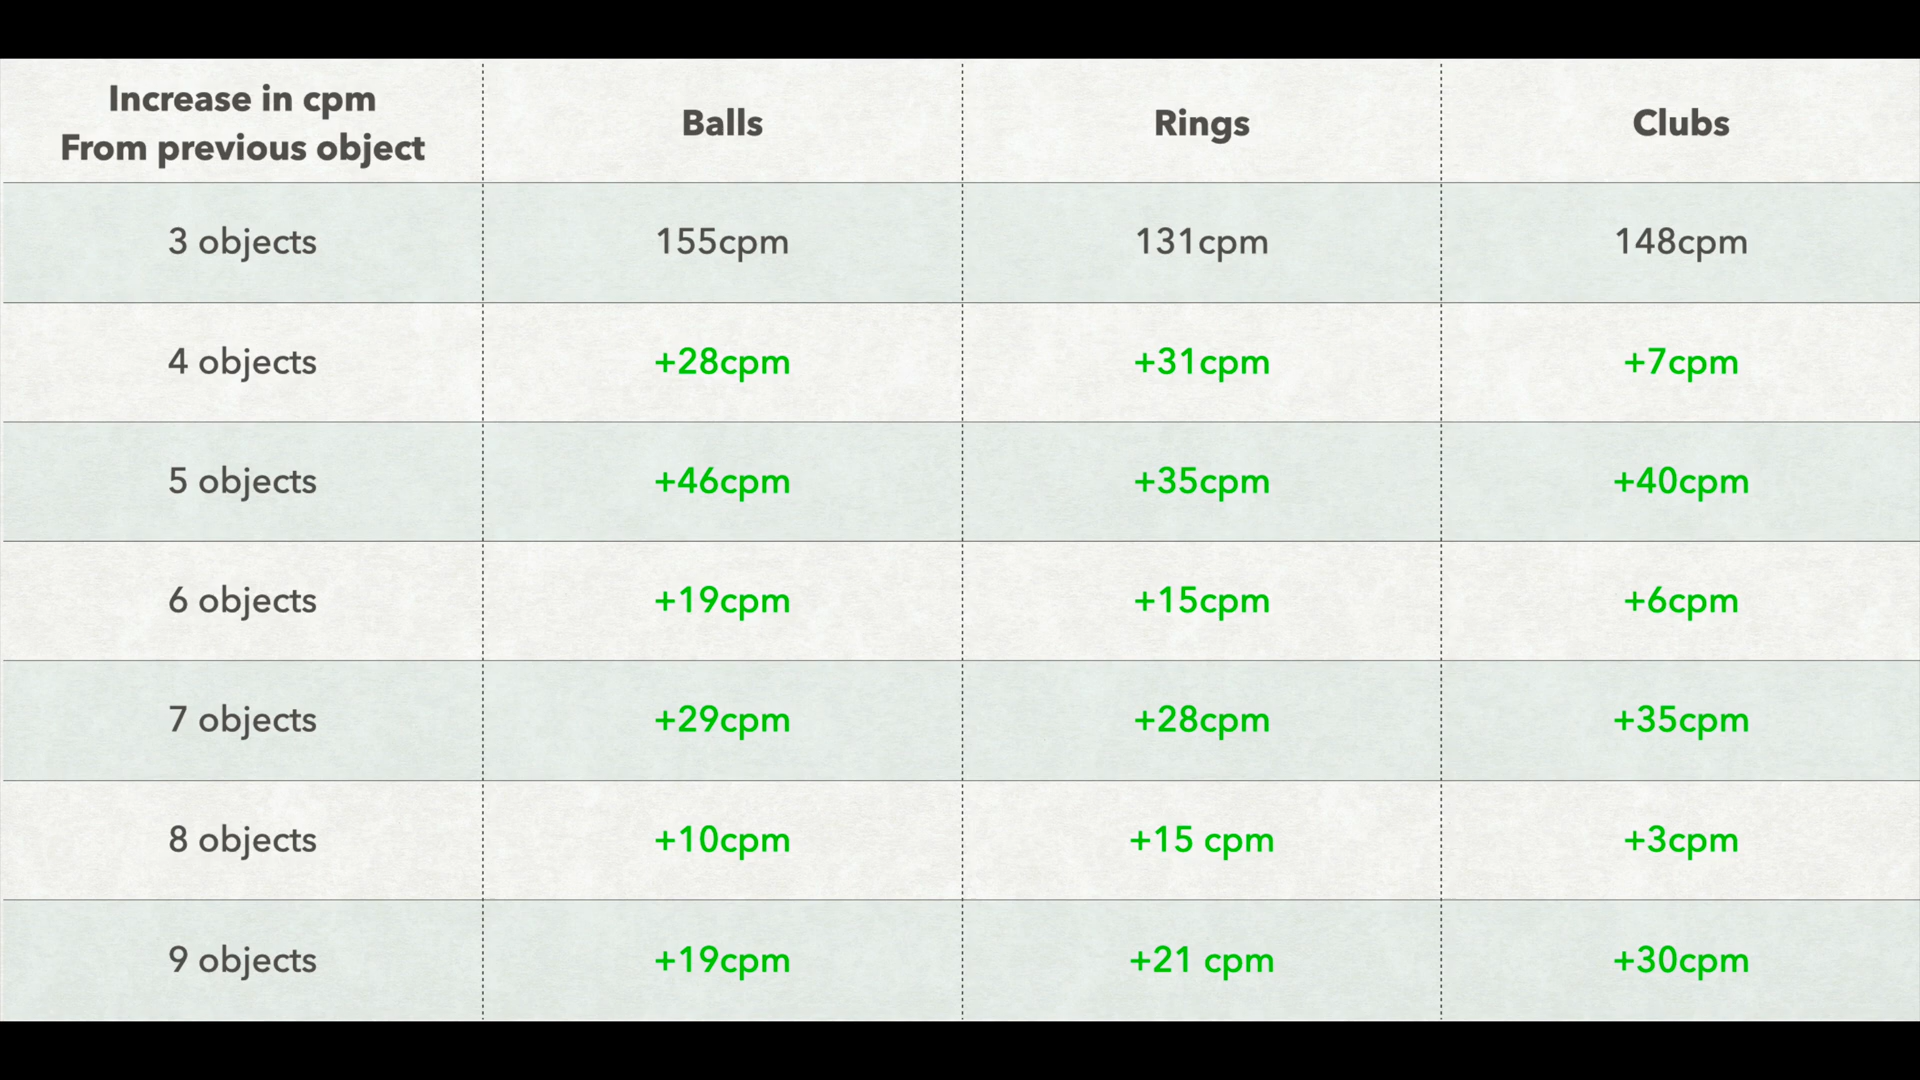 Increase in cpm
From previous object
Balls
Rings
Clubs
3 objects
155cpm
131cpm
148cpm
4 objects
+28cpm
+31cpm
+7cpm
5 objects
+46cpm
+35cpm
+40cpm
6 objects
+19cpm
+15cpm
+6cpm
7 objects
+29cpm
+28cpm
+35cpm
8 objects
+10cpm
+15 cpm
+3cpm
9 objects
+19cpm
+21 cpm
+30cpm